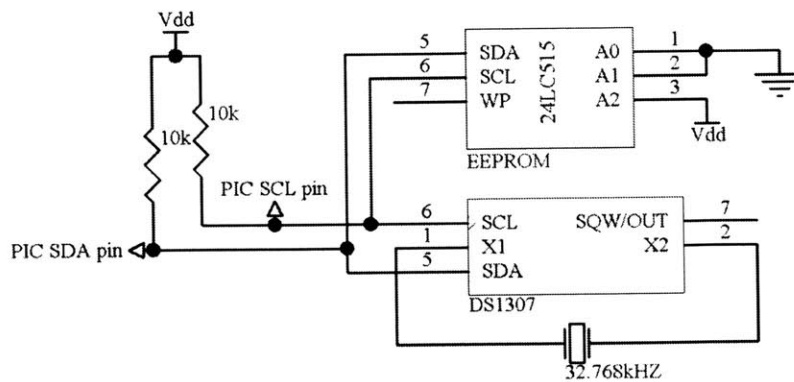 Vdd
10k
10k
PIC SCL pin
PIC SDA pin
5 SDA A0 1
6 SCL A1 2
7 WP A2 3
24LC515
Vdd
EEPROM
6 SCL SQW/OUT 7
1 X1 X2 2
5 SDA
DS1307
32.768kHZ